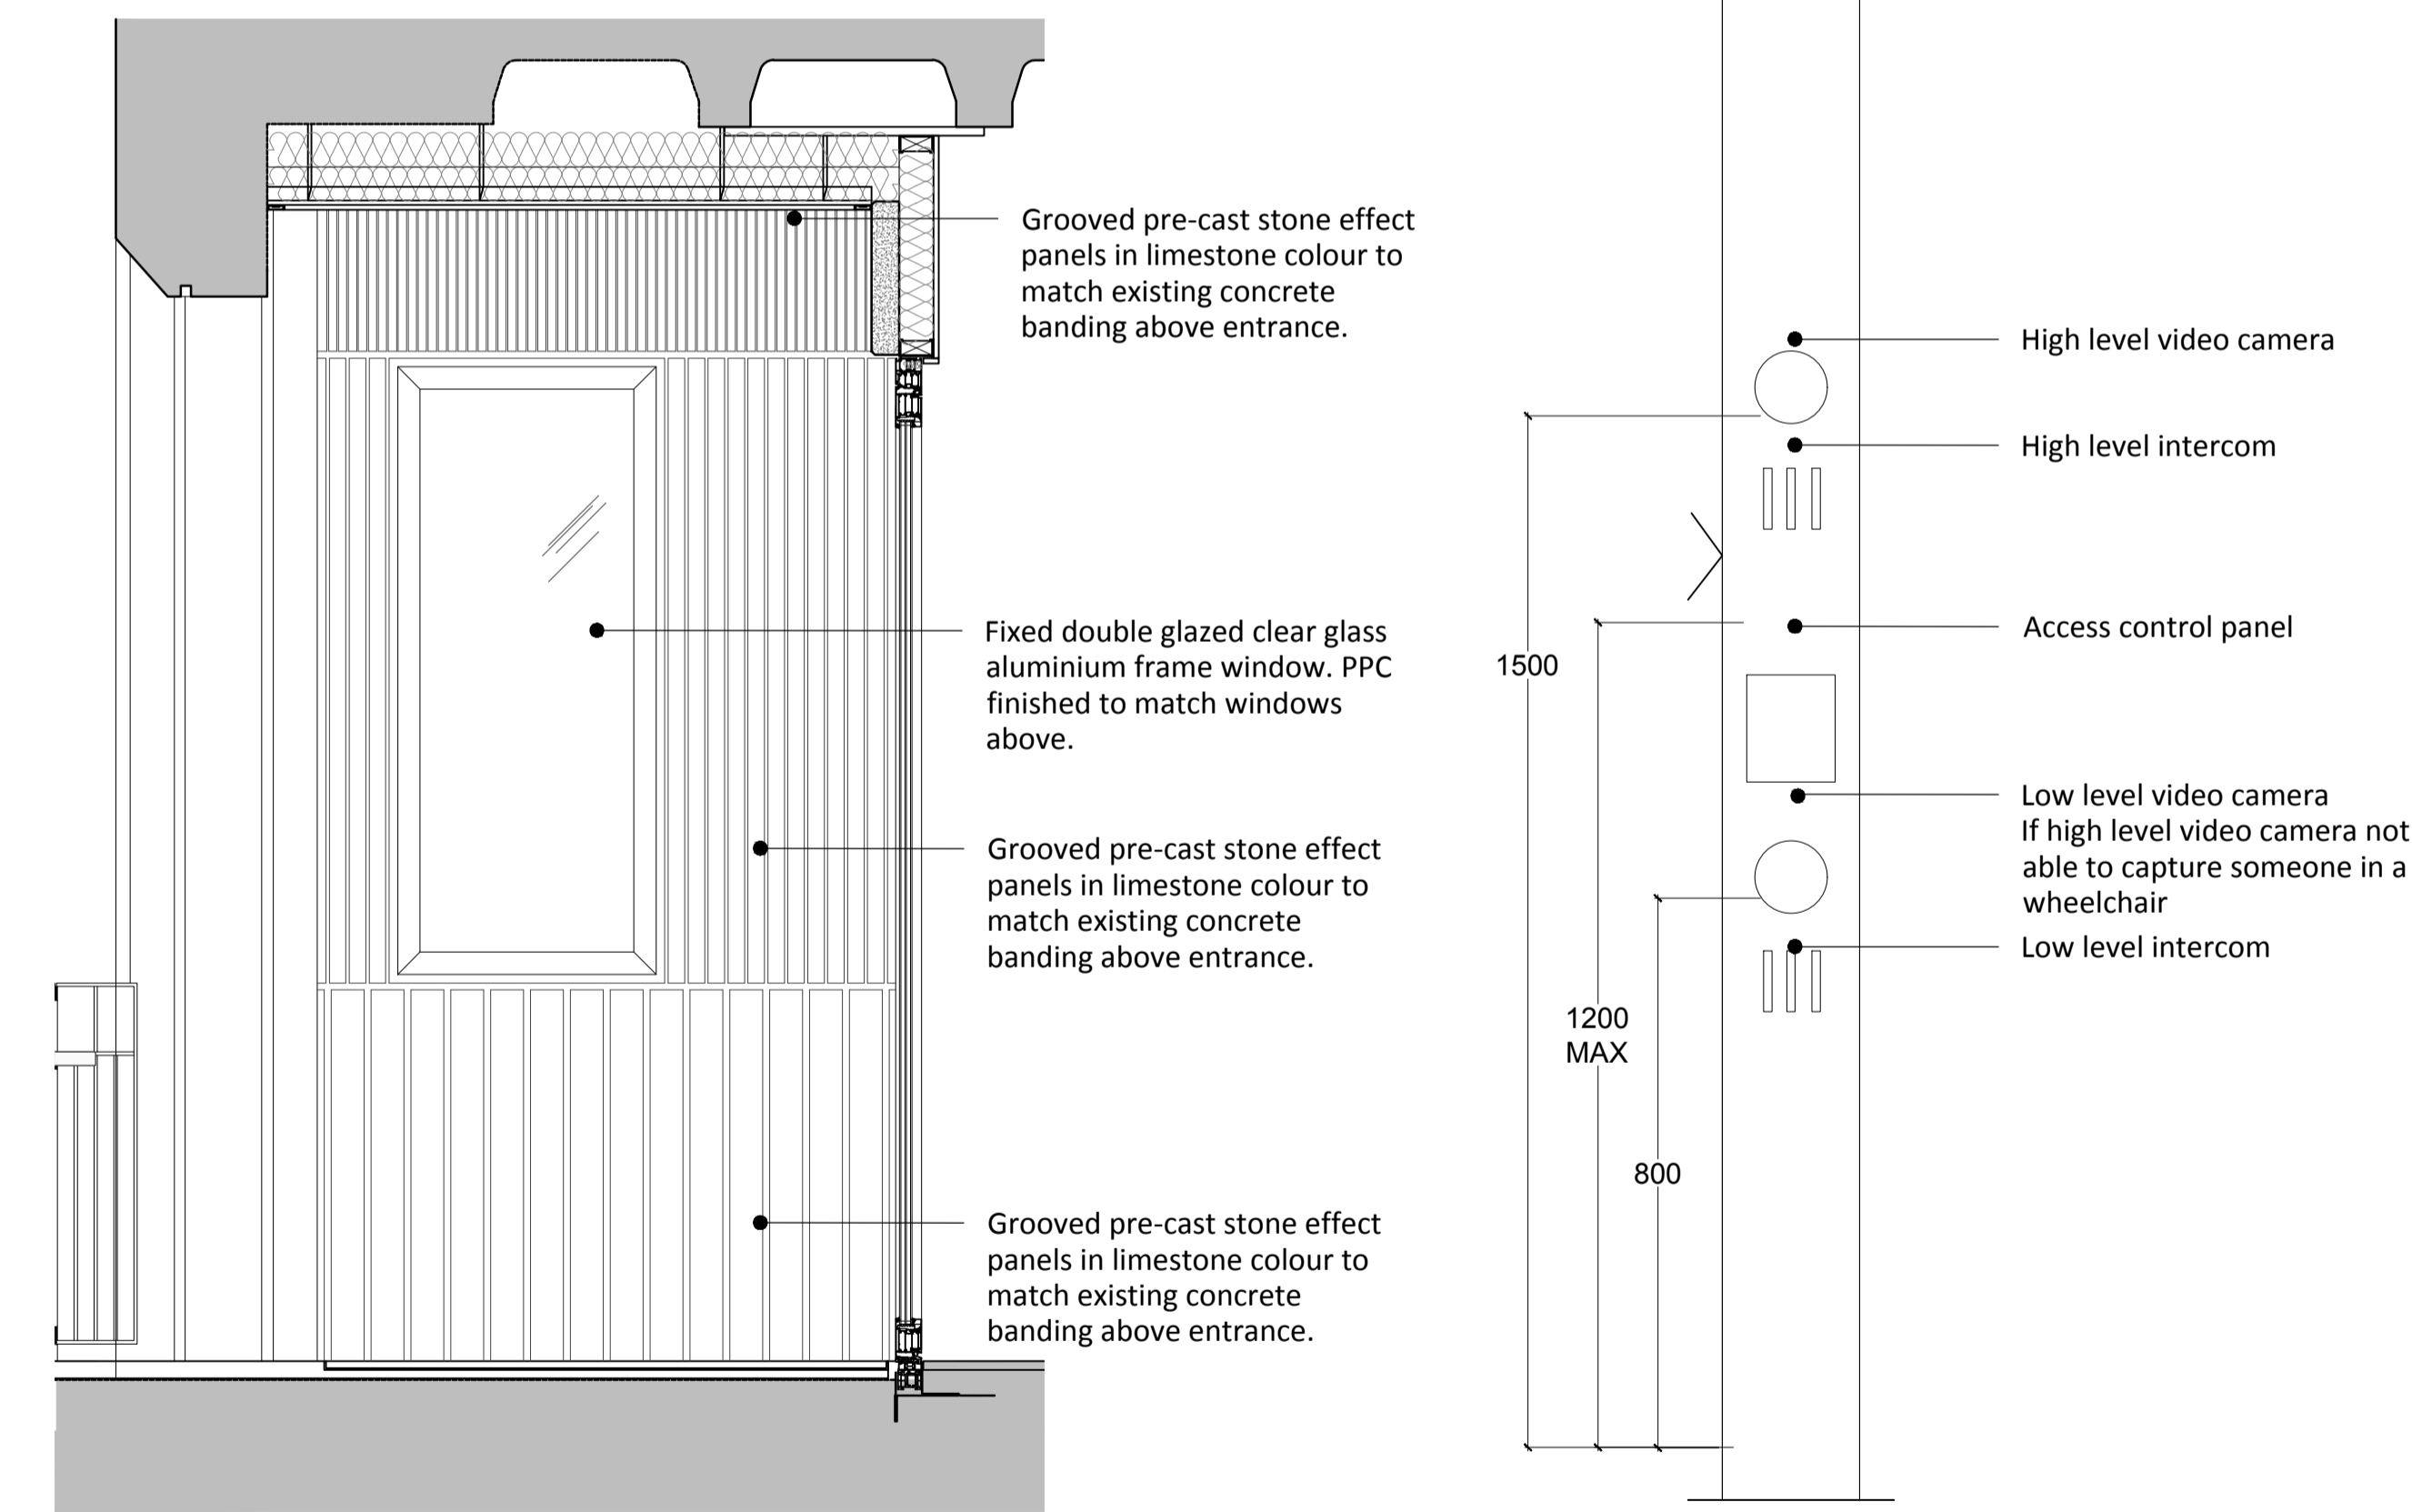 Grooved pre-cast stone effect
panels in limestone colour to
match existing concrete
banding above entrance.
Fixed double glazed clear glass
aluminium frame window. PPC
finished to match windows
above.
Grooved pre-cast stone effect
panels in limestone colour to
match existing concrete
banding above entrance.
Grooved pre-cast stone effect
panels in limestone colour to
match existing concrete
banding above entrance.
1500
1200
MAX
800
High level video camera
High level intercom
Access control panel
Low level video camera
If high level video camera not
able to capture someone in a
wheelchair
Low level intercom